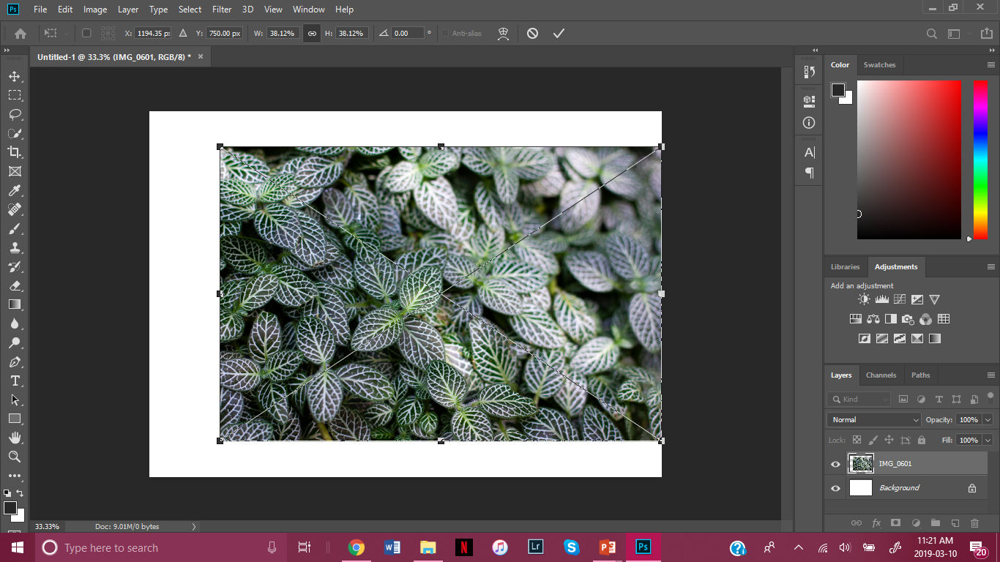 Ps File Edit Image Layer Type Select Filter 3D View Window Help
X: 1194.35 px Y: 750.00 px W: 38.12% H: 38.12% 0.00 ° Anti-alias
Untitled-1 @ 33.3% (IMG_0601, RGB/8) * ×
Color Swatches
Libraries Adjustments
Add an adjustment
Layers Channels Paths
Kind
Normal Opacity: 100%
Lock: Fill: 100%
IMG_0601
Background
33.33% Doc: 9.01M/0 bytes
Type here to search
Lr
Ps
11:21 AM
2019-03-10
20